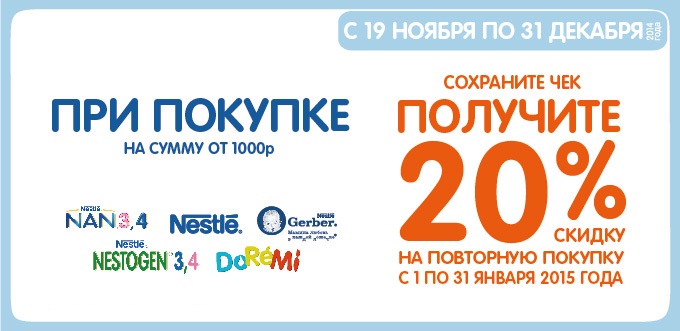 С 19 НОЯБРЯ ПО 31 ДЕКАБРЯ 2014 ГОДА
ПРИ ПОКУПКЕ
НА СУММУ ОТ 1000р
СОХРАНИТЕ ЧЕК
ПОЛУЧИТЕ
20%
СКИДКУ
НА ПОВТОРНУЮ ПОКУПКУ
С 1 ПО 31 ЯНВАРЯ 2015 ГОДА
Nestlé
NAN 3,4
Nestlé
Nestlé
Gerber.
Nestlé
NESTOGEN 3,4
DoRéMi